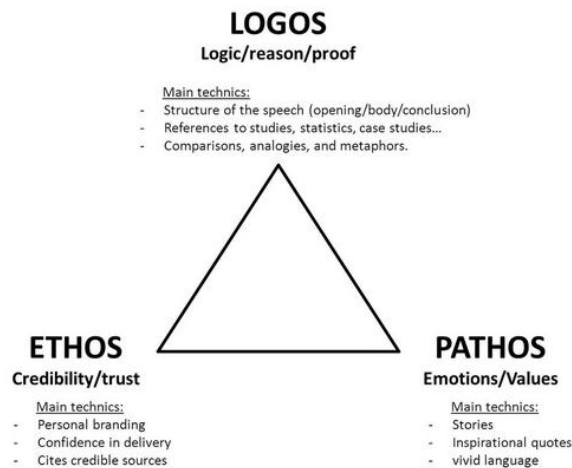 LOGOS
Logic/reason/proof
Main technics:
- Structure of the speech (opening/body/conclusion)
- References to studies, statistics, case studies...
- Comparisons, analogies, and metaphors.
ETHOS
Credibility/trust
Main technics:
- Personal branding
- Confidence in delivery
- Cites credible sources
PATHOS
Emotions/Values
Main technics:
- Stories
- Inspirational quotes
- vivid language